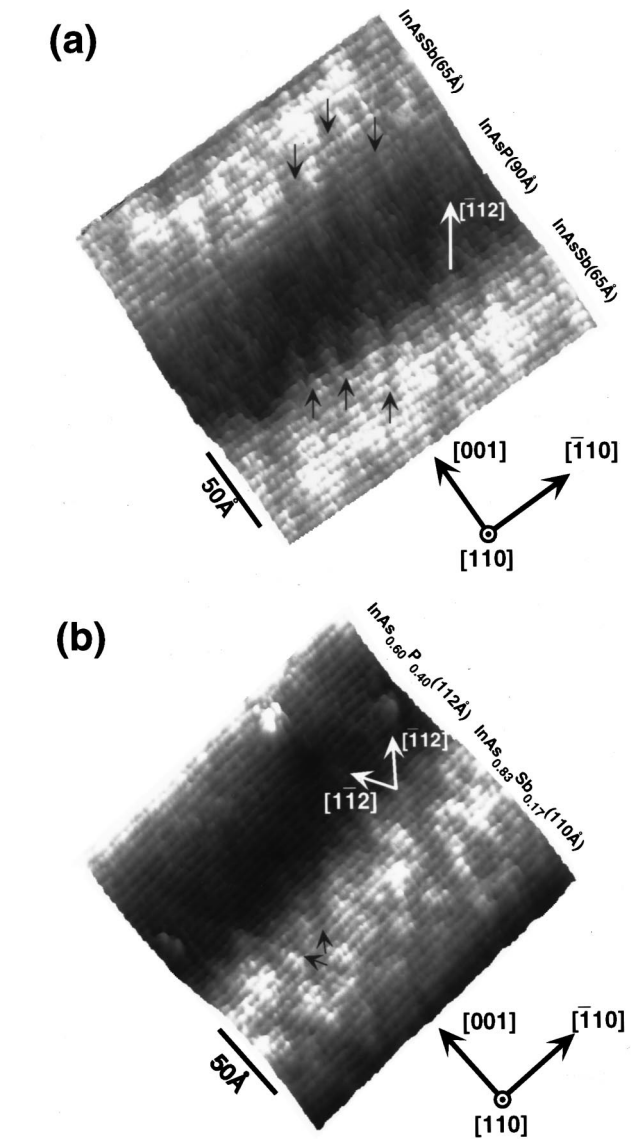 (a)
InAsSb(65Å)
InAsP(90Å)
InAsSb(65Å)
[1̅12]
50Å
[001]
[1̅10]
[110]
(b)
InAs0.60P0.40(112Å)
InAs0.83Sb0.17(110Å)
[1̅12]
[11̅2]
50Å
[001]
[1̅10]
[110]